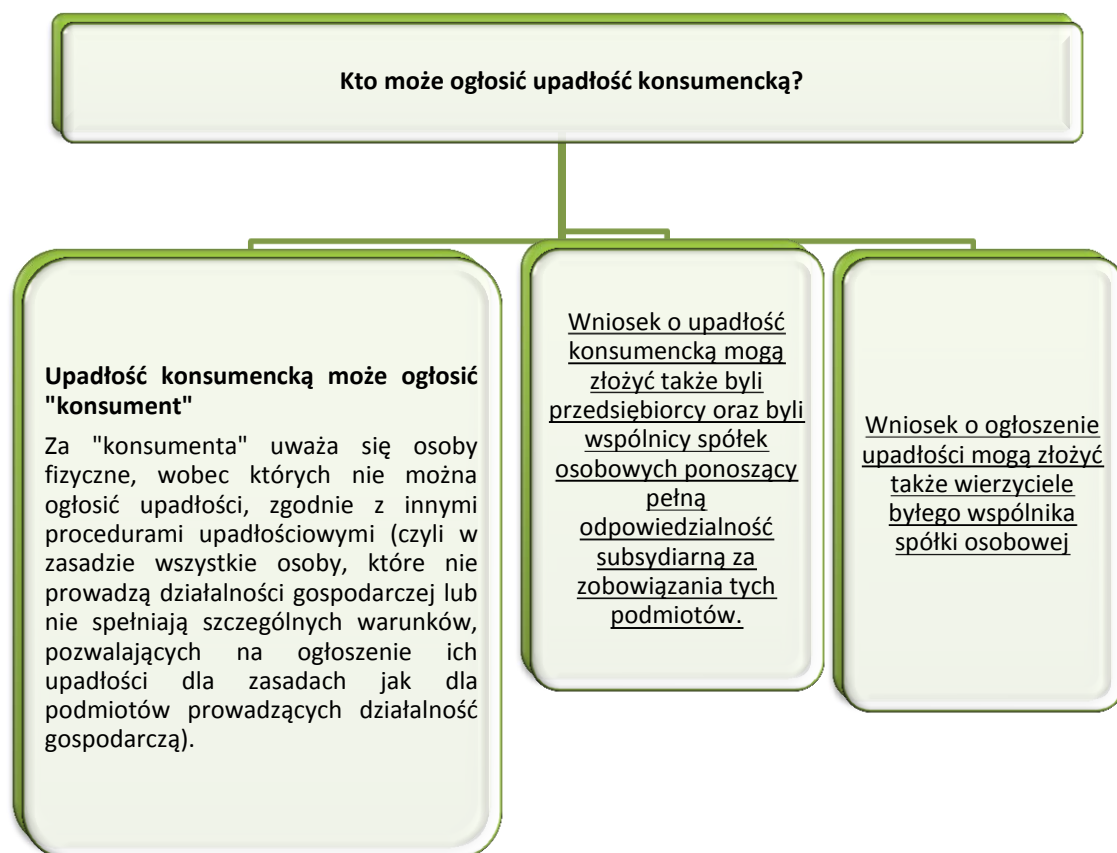 Kto może ogłosić upadłość konsumencką?
Upadłość konsumencką może ogłosić
"konsument"
Za "konsumenta" uważa się osoby
fizyczne, wobec których nie można
ogłosić upadłości, zgodnie z innymi
procedurami upadłościowymi (czyli w
zasadzie wszystkie osoby, które nie
prowadzą działalności gospodarczej lub
nie spełniają szczególnych warunków,
pozwalających na ogłoszenie ich
upadłości dla zasadach jak dla
podmiotów prowadzących działalność
gospodarczą).
Wniosek o upadłość
konsumencką mogą
złożyć także byli
przedsiębiorcy oraz byli
wspólnicy spółek
osobowych ponoszący
pełną
odpowiedzialność
subsydiarną za
zobowiązania tych
podmiotów.
Wniosek o ogłoszenie
upadłości mogą złożyć
także wierzyciele
byłego wspólnika
spółki osobowej